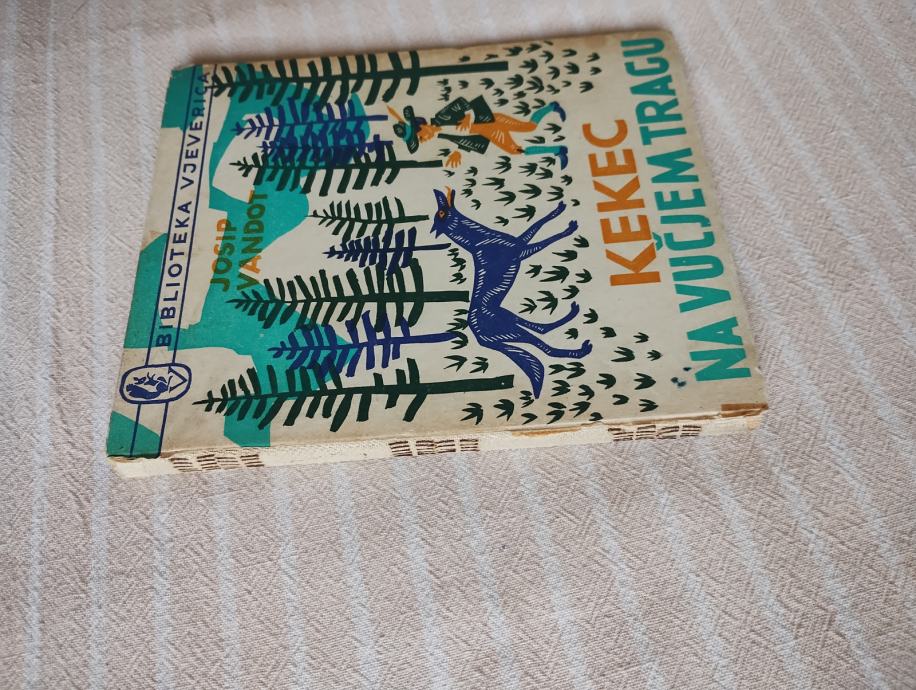 BIBLIOTEKA VJEVERICA
JOSIP
VANDOT
KEKEC
NA VUČJEM TRAGU